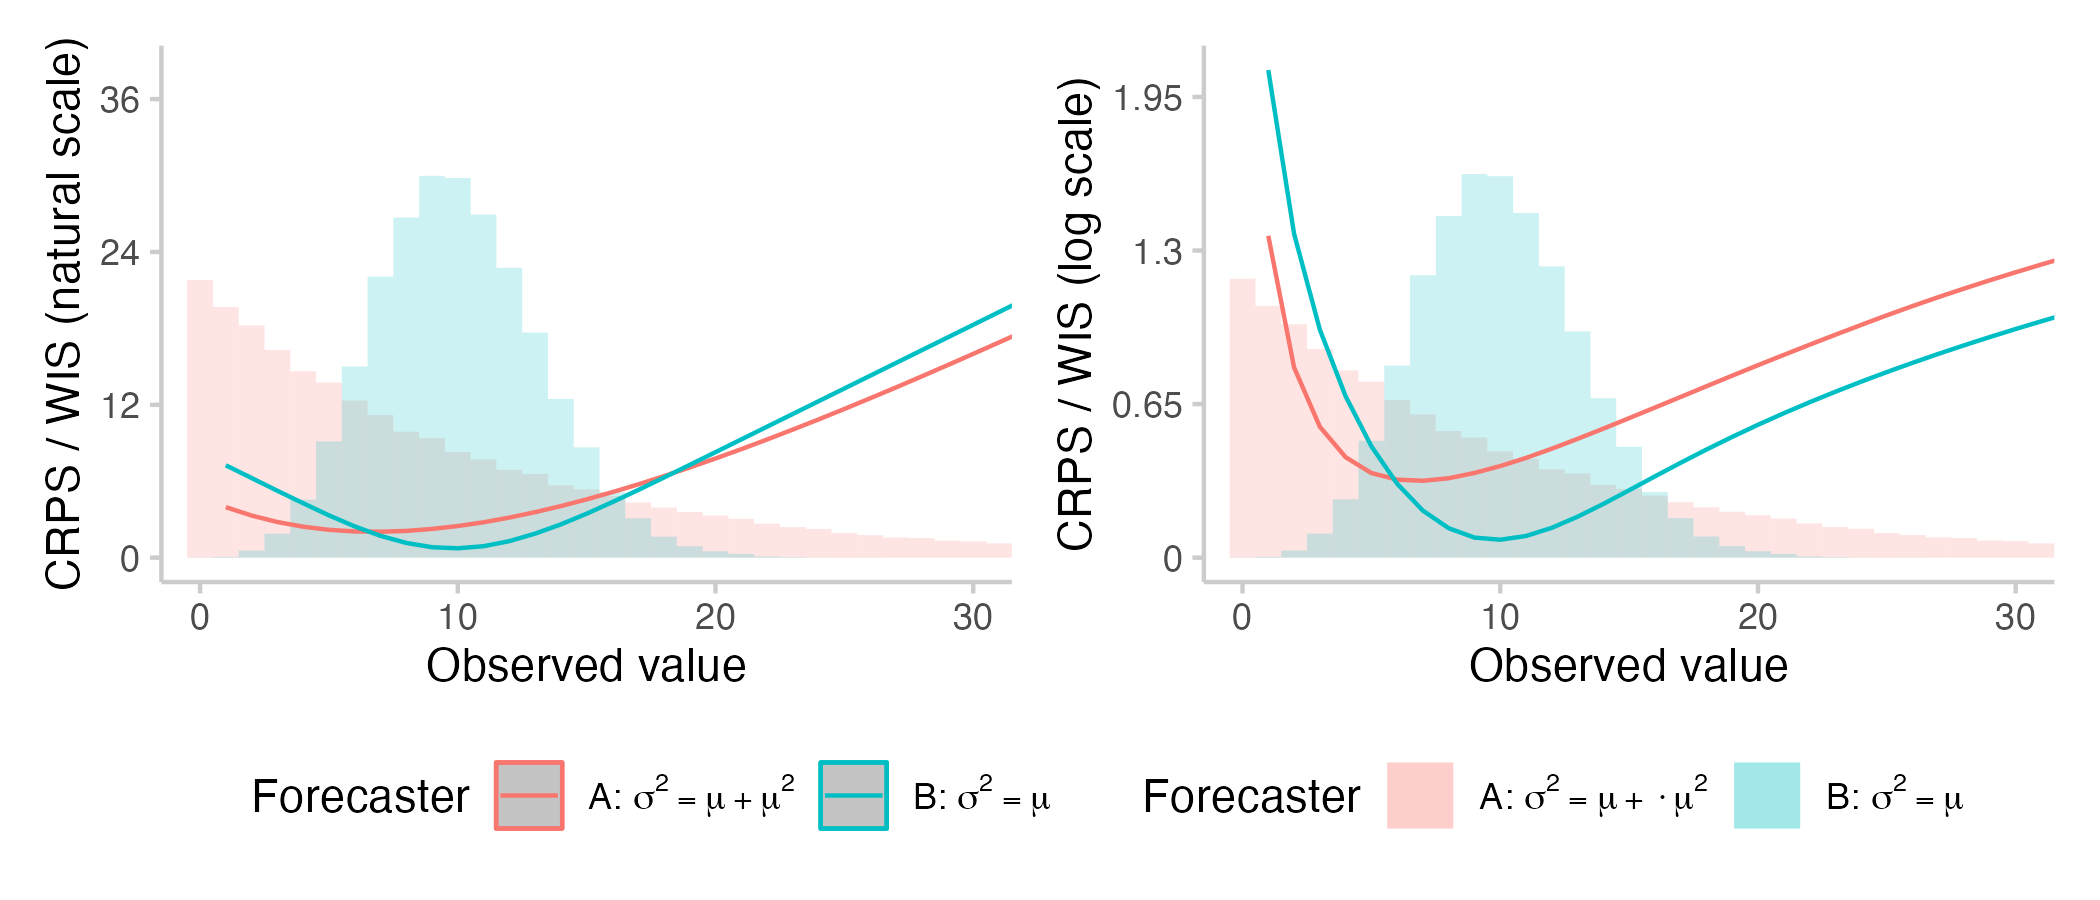 CRPS / WIS (natural scale)
36
24
12
0
0 10 20 30
Observed value
CRPS / WIS (log scale)
1.95
1.3
0.65
0
0 10 20 30
Observed value
Forecaster A: σ² = μ + μ² B: σ² = μ
Forecaster A: σ² = μ + · μ² B: σ² = μ